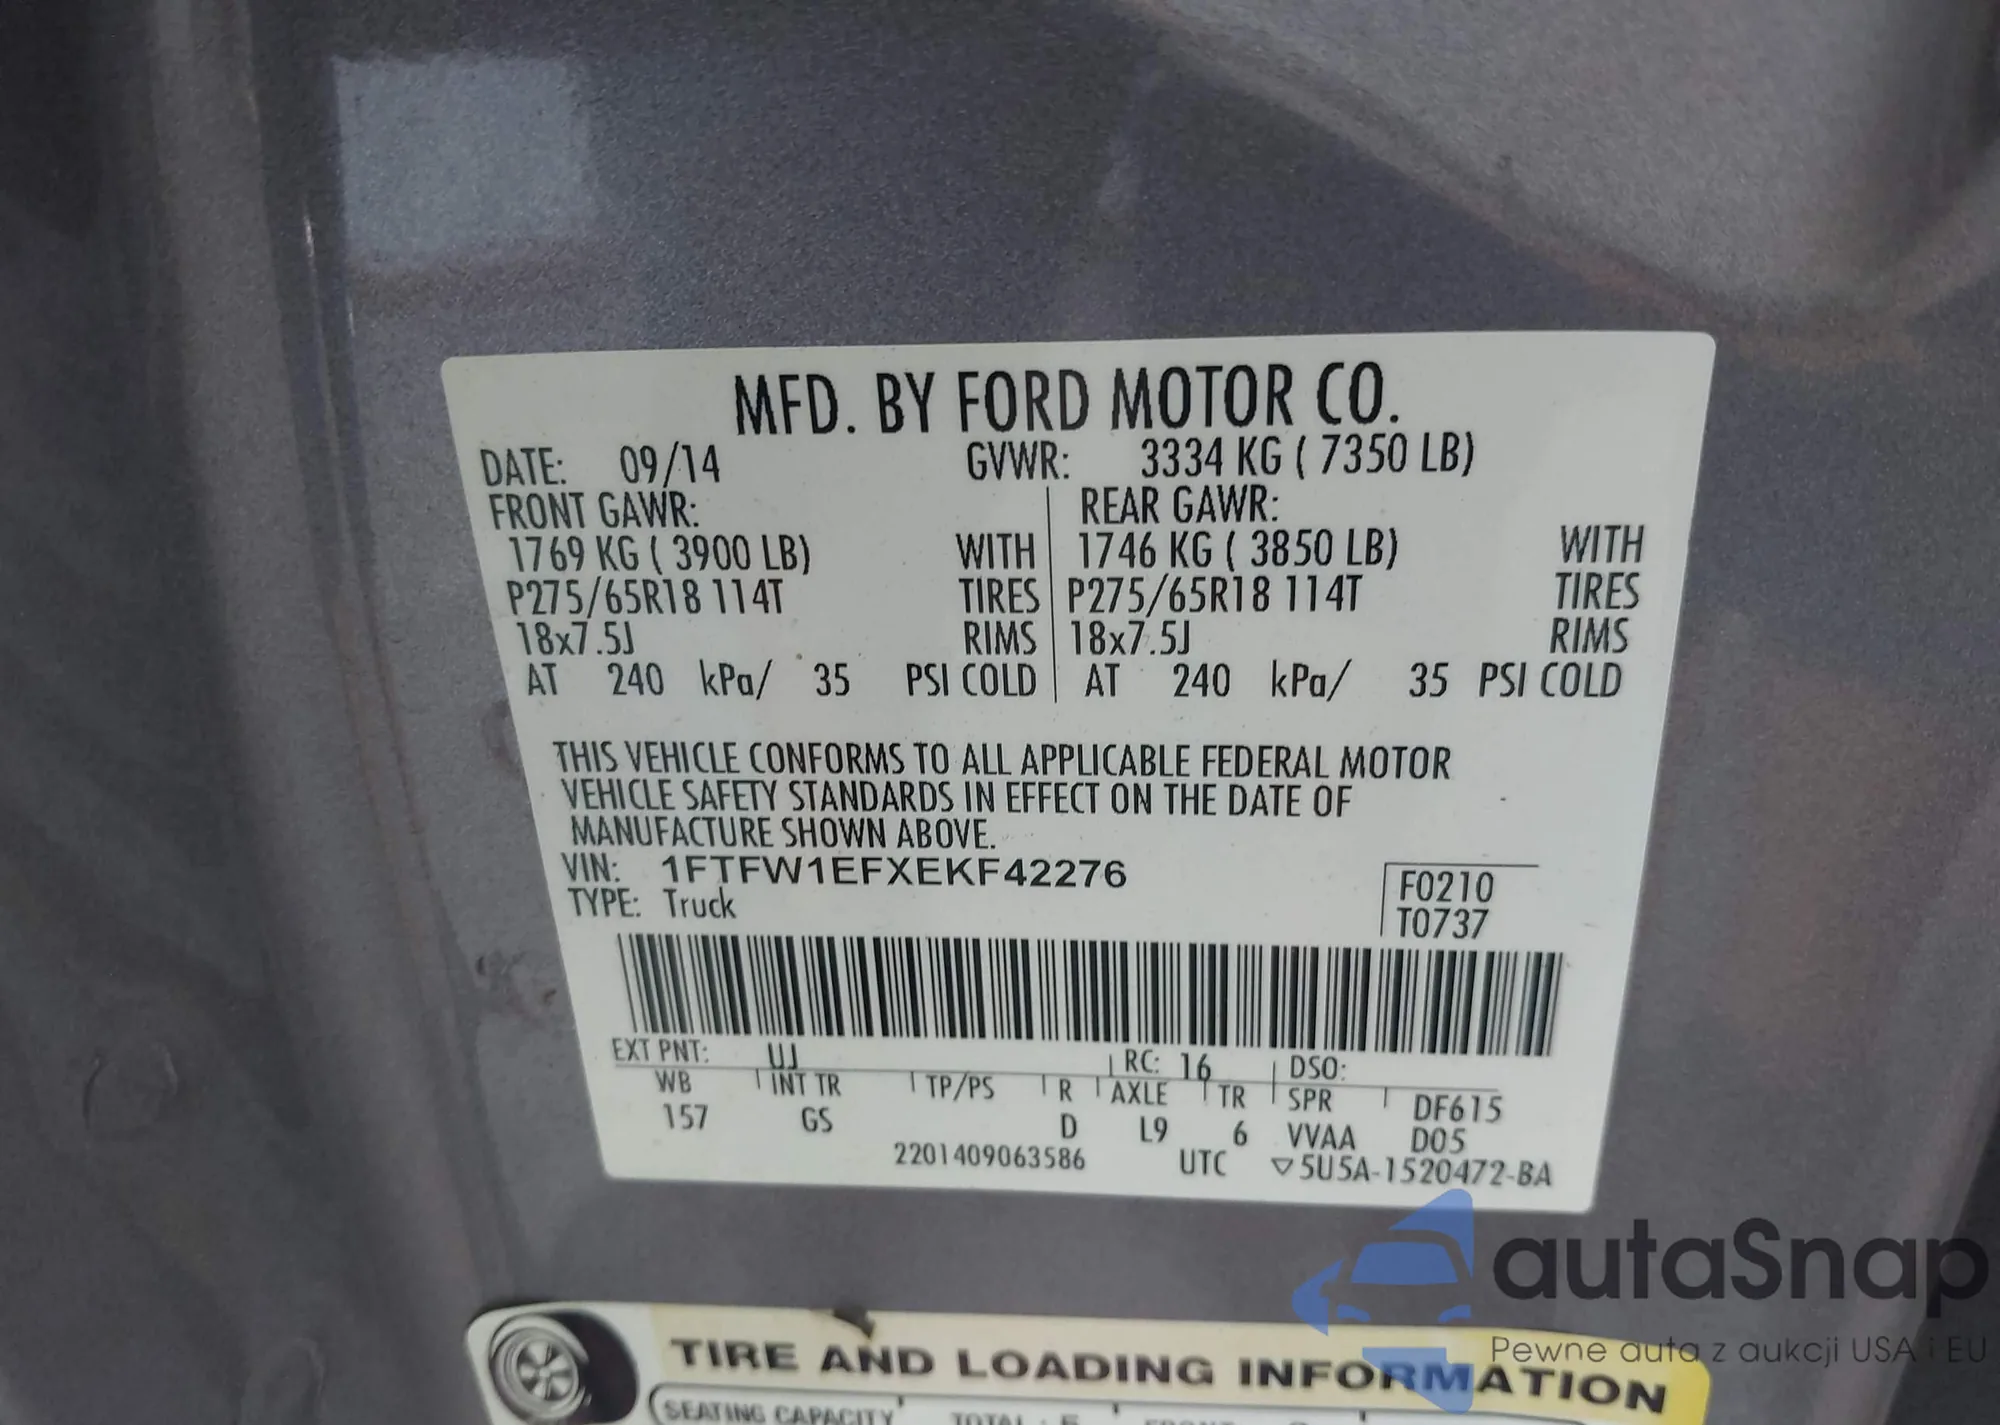 MFD. BY FORD MOTOR CO.
DATE: 09/14 GVWR: 3334 KG ( 7350 LB)
FRONT GAWR: REAR GAWR:
1769 KG ( 3900 LB) WITH 1746 KG ( 3850 LB) WITH
P275/65R18 114T TIRES P275/65R18 114T TIRES
18x7.5J RIMS 18x7.5J RIMS
AT 240 kPa/ 35 PSI COLD AT 240 kPa/ 35 PSI COLD
THIS VEHICLE CONFORMS TO ALL APPLICABLE FEDERAL MOTOR
VEHICLE SAFETY STANDARDS IN EFFECT ON THE DATE OF
MANUFACTURE SHOWN ABOVE.
VIN: 1FTFW1EFXEKF42276
TYPE: Truck
F0210
T0737
EXT PNT: UJ RC: 16 DSO:
WB INT TR TP/PS R AXLE TR SPR DF615
157 GS D L9 6 VVAA D05
2201409063586 UTC ▽5U5A-1520472-BA
autaSnap
Pewne auta z aukcji USA i EU
TIRE AND LOADING INFORMATION
SEATING CAPACITY TOTAL : 5